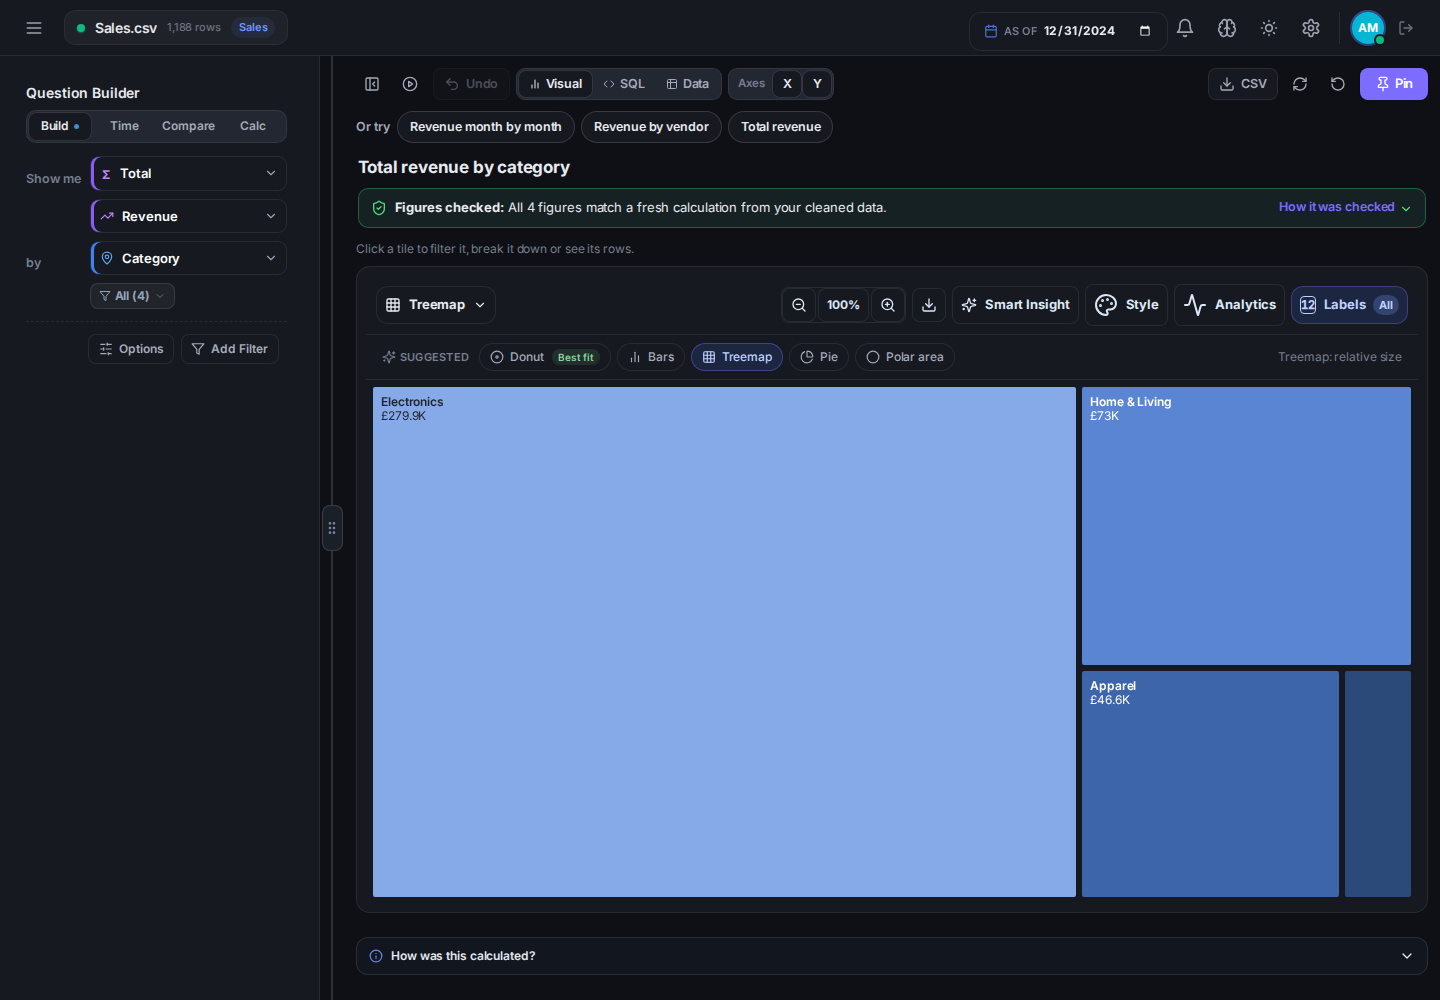 Sales.csv 1,188 rows Sales
AS OF 12/31/2024
AM
Question Builder
Build Time Compare Calc
Show me Σ Total
Revenue
by Category
All (4)
Options Add Filter
Undo Visual SQL Data Axes X Y CSV Pin
Or try Revenue month by month Revenue by vendor Total revenue
Total revenue by category
Figures checked: All 4 figures match a fresh calculation from your cleaned data. How it was checked
Click a tile to filter it, break it down or see its rows.
Treemap 100% Smart Insight Style Analytics 12 Labels All
SUGGESTED Donut Best fit Bars Treemap Pie Polar area Treemap: relative size
Electronics
£279.9K
Home & Living
£73K
Apparel
£46.6K
How was this calculated?